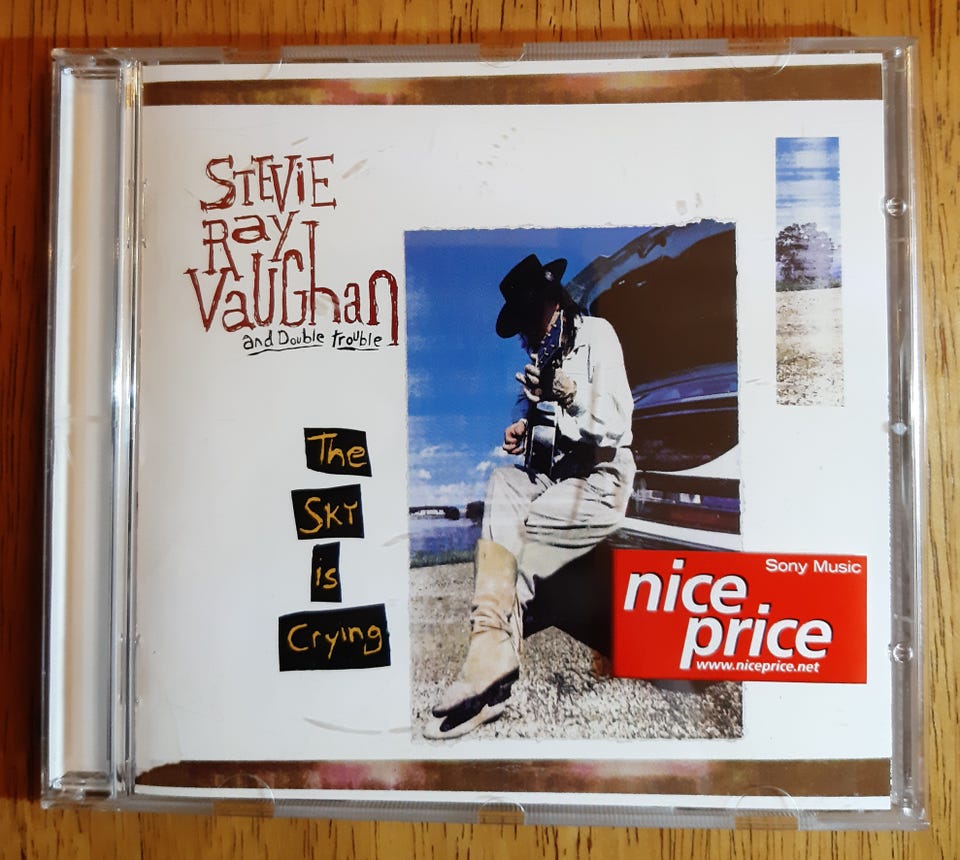 STEVIE
Ray
Vaughan
and Double trouble
The
SKY
is
Crying
Sony Music
nice
price
www.niceprice.net